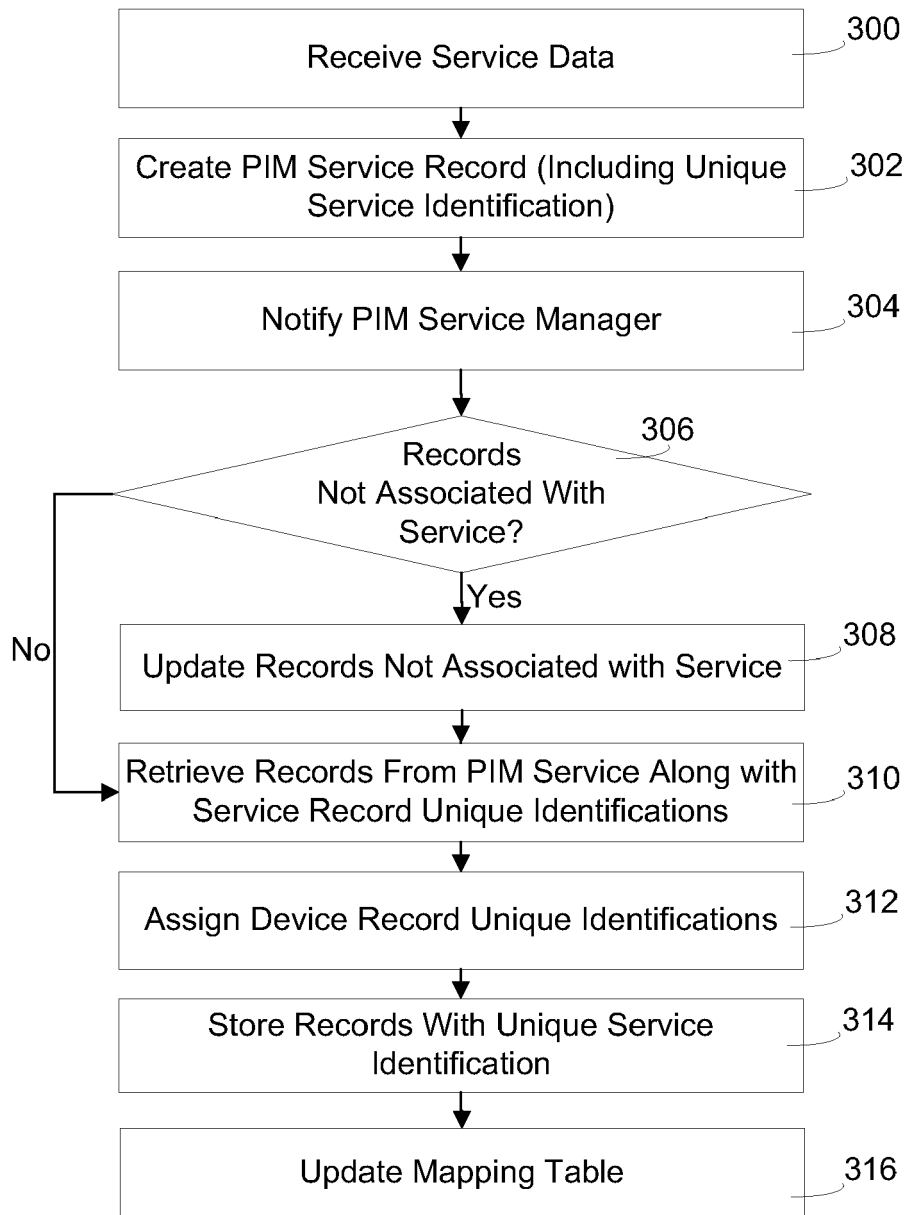 Receive Service Data
300
Create PIM Service Record (Including Unique
Service Identification)
302
Notify PIM Service Manager
304
306
Records
Not Associated With
Service?
Yes
No
Update Records Not Associated with Service
308
Retrieve Records From PIM Service Along with
Service Record Unique Identifications
310
Assign Device Record Unique Identifications
312
Store Records With Unique Service
Identification
314
Update Mapping Table
316